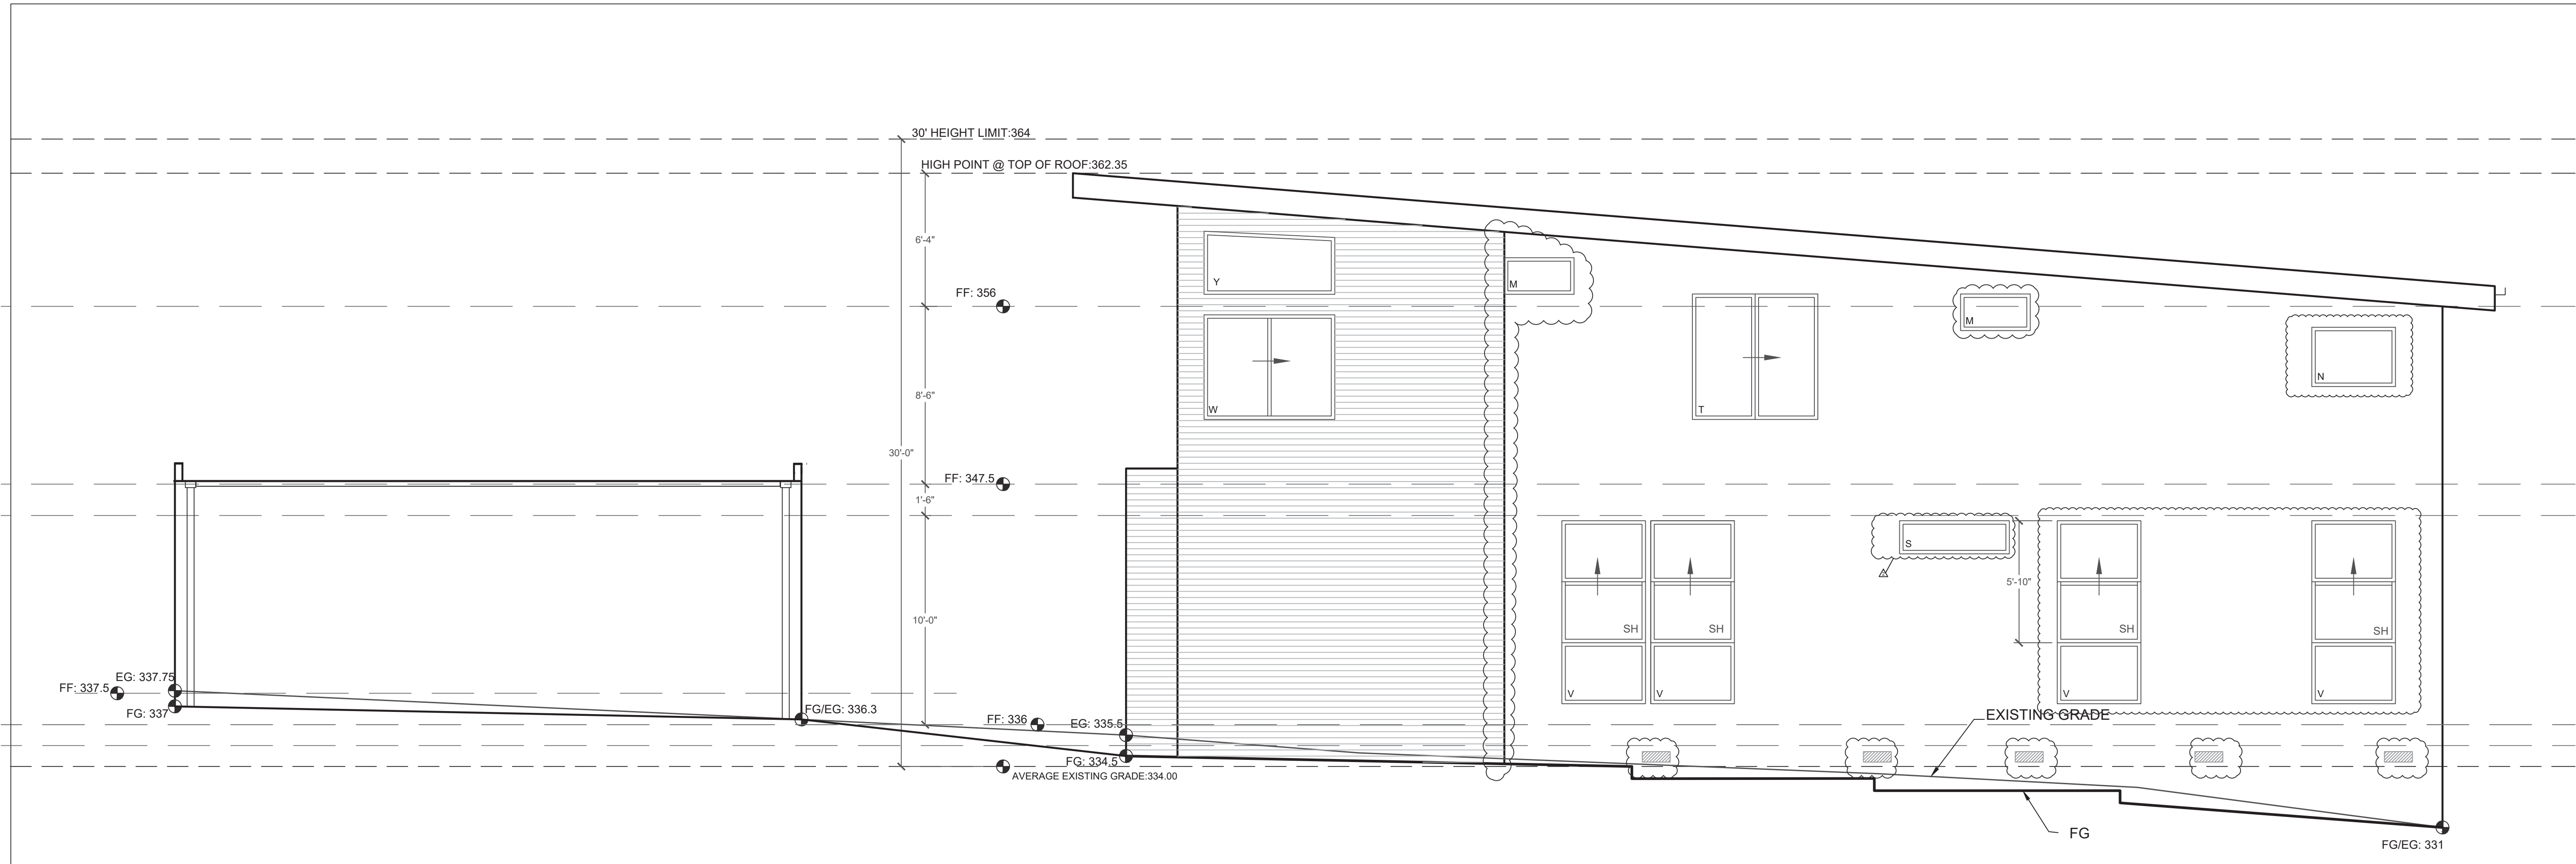 30' HEIGHT LIMIT:364
HIGH POINT @ TOP OF ROOF:362.35
6'-4"
Y
M
FF: 356
M
N
8'-6"
W
T
30'-0"
FF: 347.5
1'-6"
S
5'-10"
10'-0"
SH
SH
SH
SH
EG: 337.75
FF: 337.5
V
V
V
V
FG: 337
FG/EG: 336.3
FF: 336
EG: 335.5
EXISTING GRADE
FG: 334.5
AVERAGE EXISTING GRADE:334.00
FG
FG/EG: 331